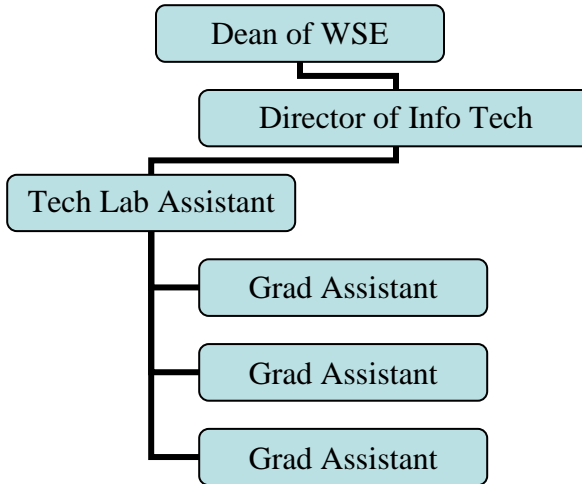 Dean of WSE
Director of Info Tech
Tech Lab Assistant
Grad Assistant
Grad Assistant
Grad Assistant